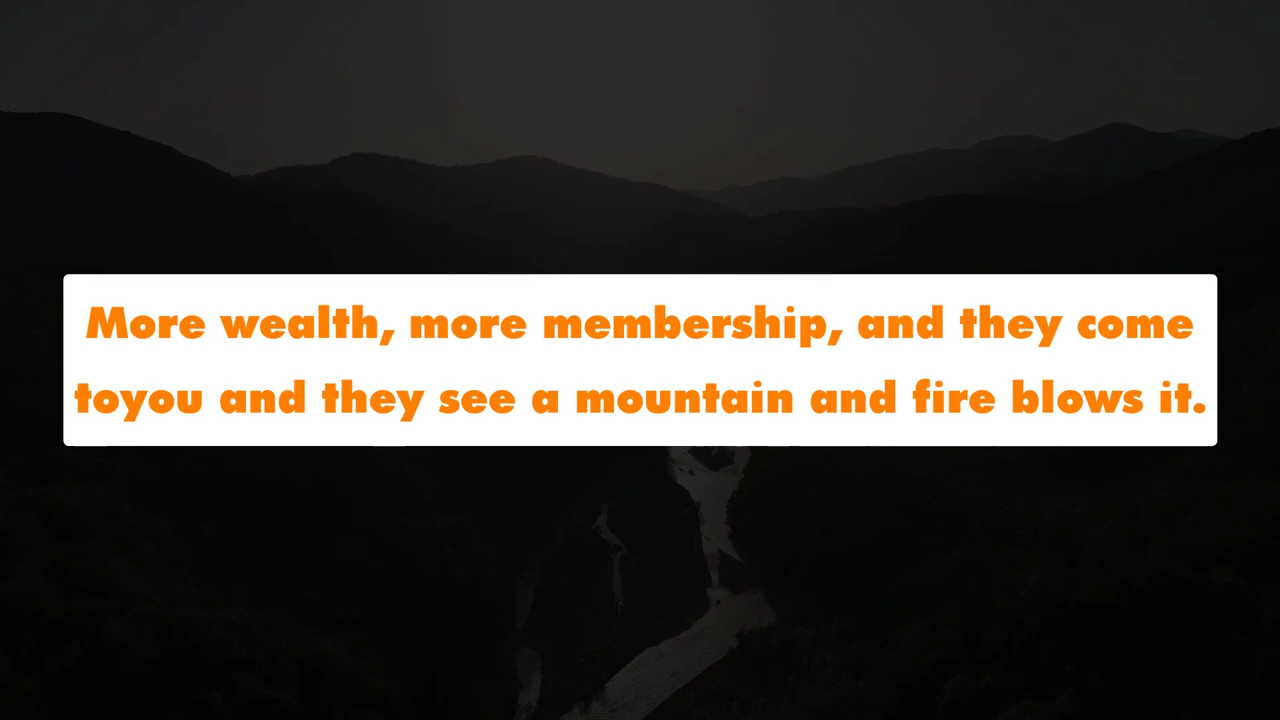 More wealth, more membership, and they come
toyou and they see a mountain and fire blows it.